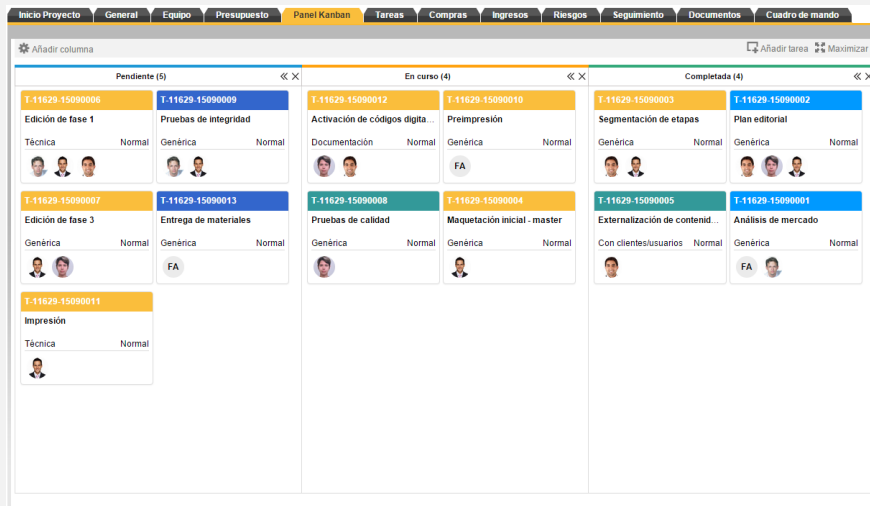 Inicio Proyecto General Equipo Presupuesto Panel Kanban Tareas Compras Ingresos Riesgos Seguimiento Documentos Cuadro de mando
Añadir columna Añadir tarea Maximizar
Pendiente (5) En curso (4) Completada (4)
T-11629-15090006 T-11629-15090009 T-11629-15090012 T-11629-15090010 T-11629-15090003 T-11629-15090002
Edición de fase 1 Pruebas de integridad Activación de códigos digita... Preimpresión Segmentación de etapas Plan editorial
Técnica Normal Genérica Normal Documentación Normal Genérica Normal Genérica Normal Genérica Normal
FA
T-11629-15090007 T-11629-15090013 T-11629-15090008 T-11629-15090004 T-11629-15090005 T-11629-15090001
Edición de fase 3 Entrega de materiales Pruebas de calidad Maquetación inicial - master Externalización de contenid... Análisis de mercado
Genérica Normal Genérica Normal Genérica Normal Genérica Normal Con clientes/usuarios Normal Genérica Normal
FA FA
T-11629-15090011
Impresión
Técnica Normal